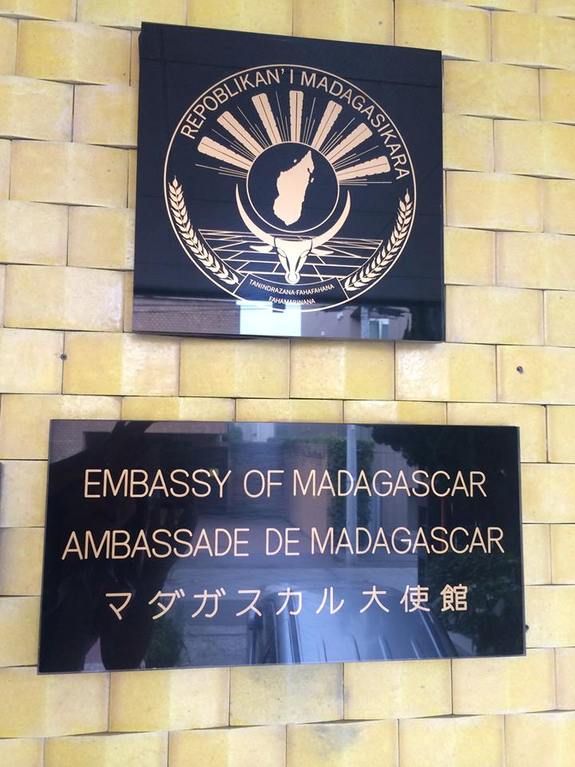 REPOBLIKAN' I MADAGASIKARA
TANINDRAZANA-FAHAFAHANA
FAHAMARINANA
EMBASSY OF MADAGASCAR
AMBASSADE DE MADAGASCAR
マダガスカル大使館